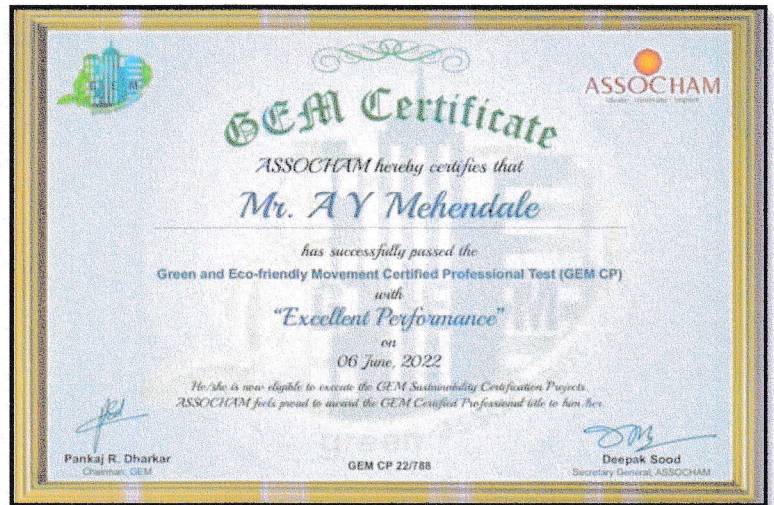 G E M
ASSOCHAM
GEM Certificate
ASSOCHAM hereby certifies that
Mr. A Y Mehendale
has successfully passed the
Green and Eco-friendly Movement Certified Professional Test (GEM CP)
with
"Excellent Performance"
on
06 June, 2022
He/she is now eligible to execute the GEM Sustainability Certification Projects.
ASSOCHAM feels proud to award the GEM Certified Professional title to him/her.
Pankaj R. Dharkar
Chairman, GEM
GEM CP 22/788
Deepak Sood
Secretary General, ASSOCHAM